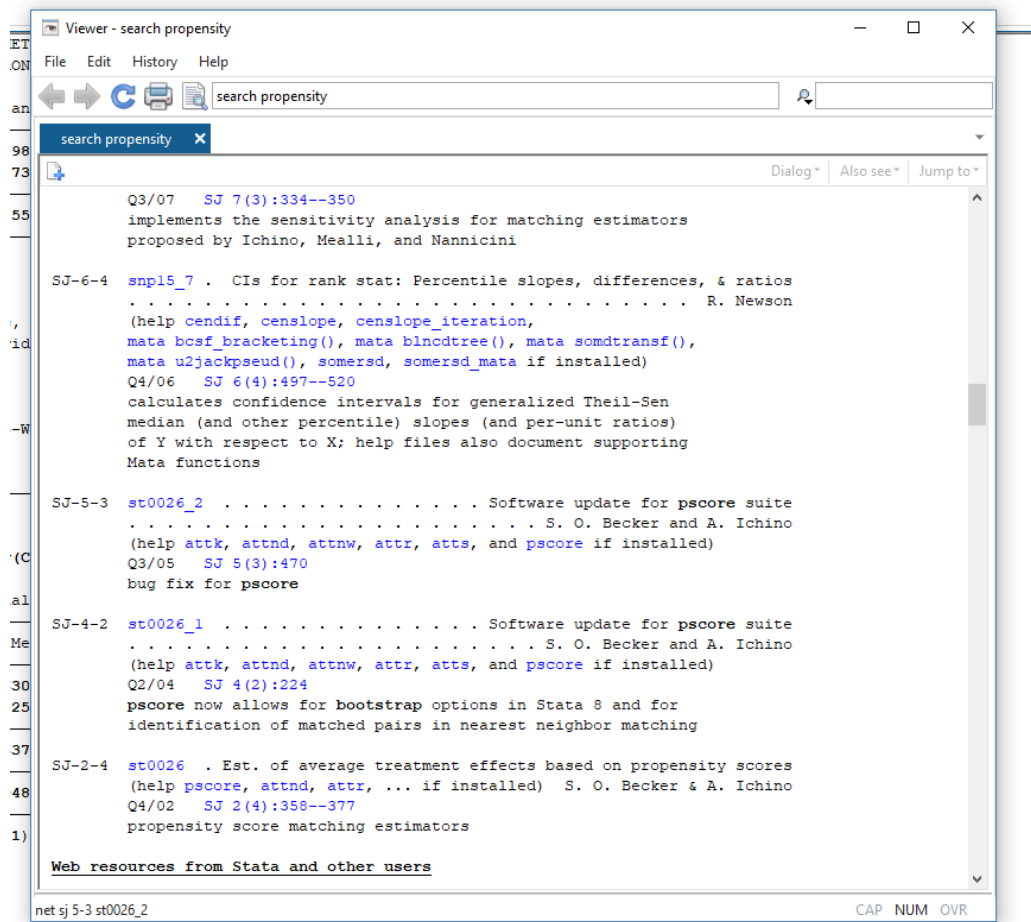 Viewer - search propensity
File Edit History Help
search propensity
search propensity
Dialog Also see Jump to
Q3/07 SJ 7(3):334--350
implements the sensitivity analysis for matching estimators
proposed by Ichino, Mealli, and Nannicini
SJ-6-4 snp15_7 . CIs for rank stat: Percentile slopes, differences, & ratios
. . . . . . . . . . . . . . . . . . . . . . . . . . . . . . R. Newson
(help cendif, censlope, censlope_iteration,
mata bcsf_bracketing(), mata blncdtree(), mata somdtransf(),
mata u2jackpseud(), somersd, somersd_mata if installed)
Q4/06 SJ 6(4):497--520
calculates confidence intervals for generalized Theil-Sen
median (and other percentile) slopes (and per-unit ratios)
of Y with respect to X; help files also document supporting
Mata functions
SJ-5-3 st0026_2 . . . . . . . . . . . . . . Software update for pscore suite
. . . . . . . . . . . . . . . . . . . . . . S. O. Becker and A. Ichino
(help attk, attnd, attnw, attr, atts, and pscore if installed)
Q3/05 SJ 5(3):470
bug fix for pscore
SJ-4-2 st0026_1 . . . . . . . . . . . . . . Software update for pscore suite
. . . . . . . . . . . . . . . . . . . . . . S. O. Becker and A. Ichino
(help attk, attnd, attnw, attr, atts, and pscore if installed)
Q2/04 SJ 4(2):224
pscore now allows for bootstrap options in Stata 8 and for
identification of matched pairs in nearest neighbor matching
SJ-2-4 st0026 . Est. of average treatment effects based on propensity scores
(help pscore, attnd, attr, ... if installed) S. O. Becker & A. Ichino
Q4/02 SJ 2(4):358--377
propensity score matching estimators
Web resources from Stata and other users
net sj 5-3 st0026_2
CAP NUM OVR